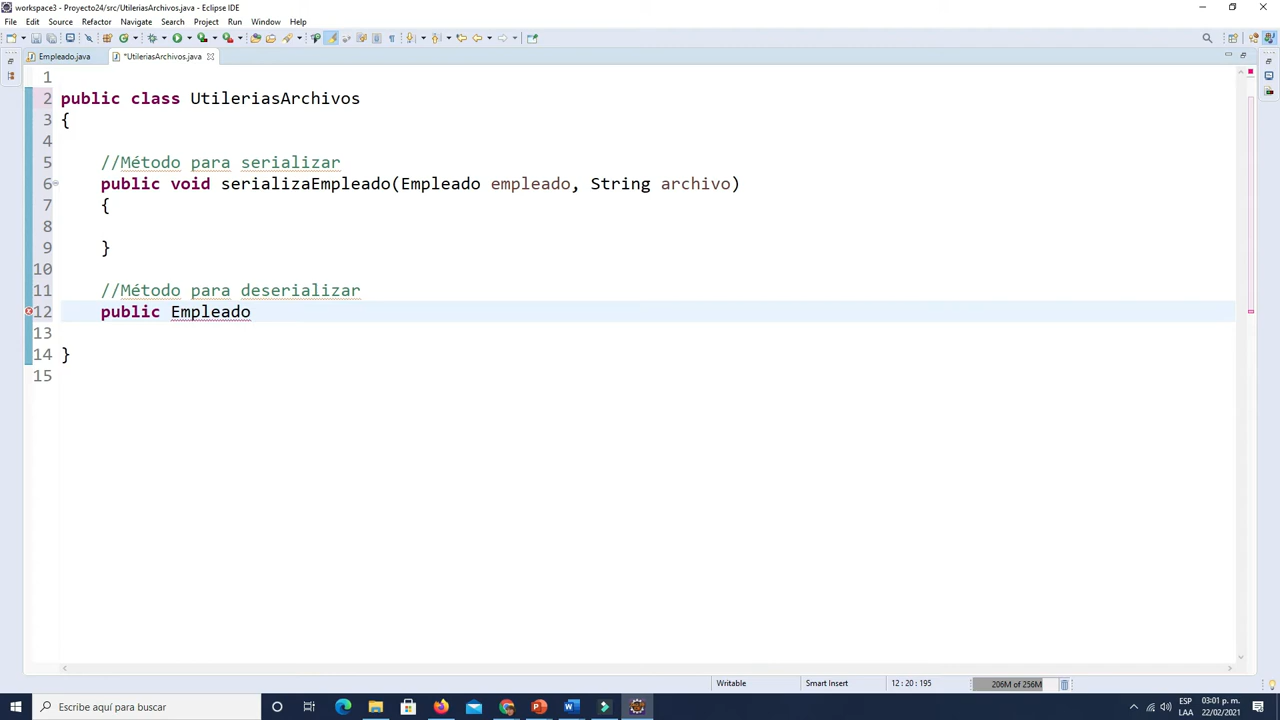 workspace3 - Proyecto24/src/UtileriasArchivos.java - Eclipse IDE
File Edit Source Refactor Navigate Search Project Run Window Help
Empleado.java *UtileriasArchivos.java
1
2 public class UtileriasArchivos
3 {
4
5 //Método para serializar
6 public void serializaEmpleado(Empleado empleado, String archivo)
7 {
8
9 }
10
11 //Método para deserializar
12 public Empleado
13
14 }
15
Writable Smart Insert 12 : 20 : 195 206M of 256M
Escribe aquí para buscar
ESP 03:01 p. m.
LAA 22/02/2021